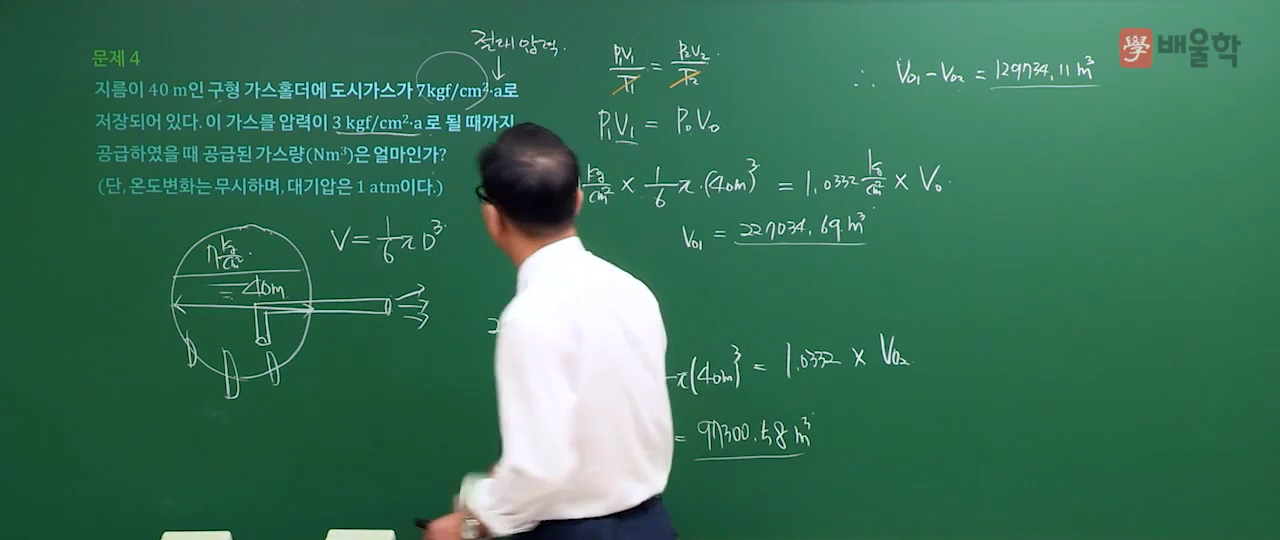 문제 4
지름이 40 m인 구형 가스홀더에 도시가스가 7kgf/cm²·a로
저장되어 있다. 이 가스를 압력이 3 kgf/cm²·a로 될 때까지
공급하였을 때 공급된 가스량(Nm³)은 얼마인가?
(단, 온도변화는 무시하며, 대기압은 1 atm이다.)
절대압력.
7 kg/cm²
40m
V = 1/6 π D³
P₁V₁/T₁ = P₂V₂/T₂
P₁V₁ = P₀V₀
kg/cm² × 1/6 π·(40m)³ = 1.0332 kg/cm² × V₀
V₀₁ = 227034.69 m³
π(40m)³ = 1.0332 × V₀₂
= 97300.58 m³
∴ V₀₁ - V₀₂ = 129734.11 m³
學 배울학